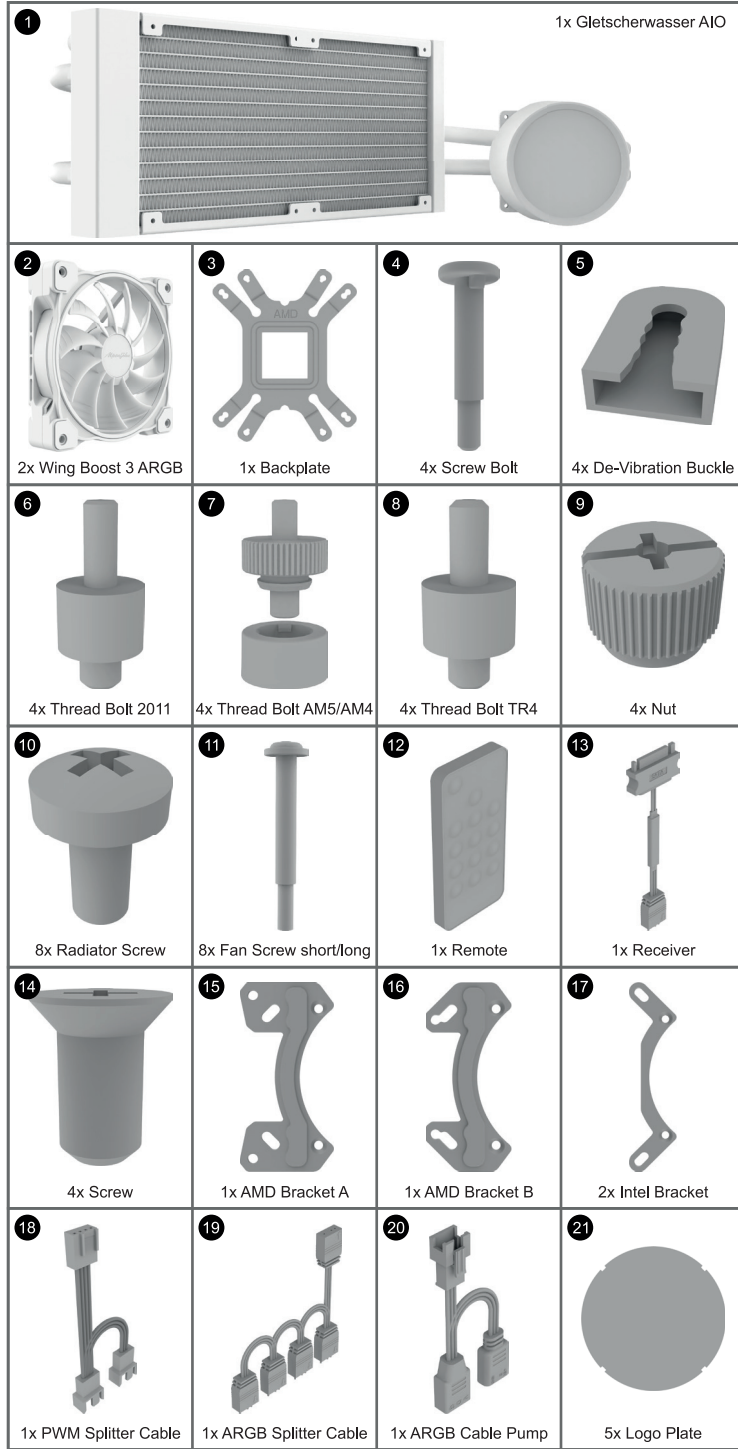 1
1x Gletscherwasser AIO
2
2x Wing Boost 3 ARGB
3
AMD
1x Backplate
4
4x Screw Bolt
5
4x De-Vibration Buckle
6
4x Thread Bolt 2011
7
4x Thread Bolt AM5/AM4
8
4x Thread Bolt TR4
9
4x Nut
10
8x Radiator Screw
11
8x Fan Screw short/long
12
1x Remote
13
1x Receiver
14
4x Screw
15
1x AMD Bracket A
16
1x AMD Bracket B
17
2x Intel Bracket
18
1x PWM Splitter Cable
19
1x ARGB Splitter Cable
20
1x ARGB Cable Pump
21
5x Logo Plate